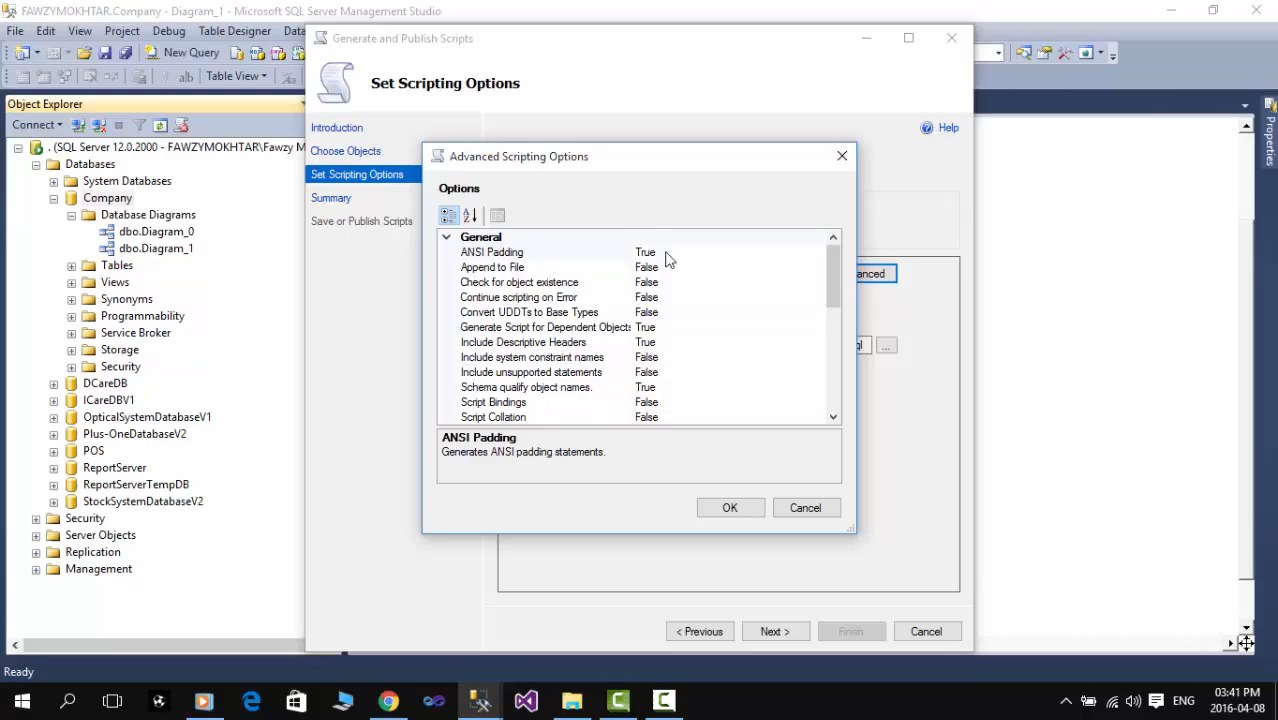 FAWZYMOKHTAR.Company - Diagram_1 - Microsoft SQL Server Management Studio
File Edit View Project Debug Table Designer Dat
New Query
Table View
Object Explorer
Connect
. (SQL Server 12.0.2000 - FAWZYMOKHTAR\Fawzy M
Databases
System Databases
Company
Database Diagrams
dbo.Diagram_0
dbo.Diagram_1
Tables
Views
Synonyms
Programmability
Service Broker
Storage
Security
DCareDB
ICareDBV1
OpticalSystemDatabaseV1
Plus-OneDatabaseV2
POS
ReportServer
ReportServerTempDB
StockSystemDatabaseV2
Security
Server Objects
Replication
Management
Ready
Generate and Publish Scripts
Set Scripting Options
Introduction
Choose Objects
Set Scripting Options
Summary
Save or Publish Scripts
Help
anced
ql
...
Advanced Scripting Options
Options
General
ANSI Padding True
Append to File False
Check for object existence False
Continue scripting on Error False
Convert UDDTs to Base Types False
Generate Script for Dependent Objects True
Include Descriptive Headers True
Include system constraint names False
Include unsupported statements False
Schema qualify object names. True
Script Bindings False
Script Collation False
ANSI Padding
Generates ANSI padding statements.
OK Cancel
< Previous Next > Finish Cancel
Properties
ENG
03:41 PM
2016-04-08